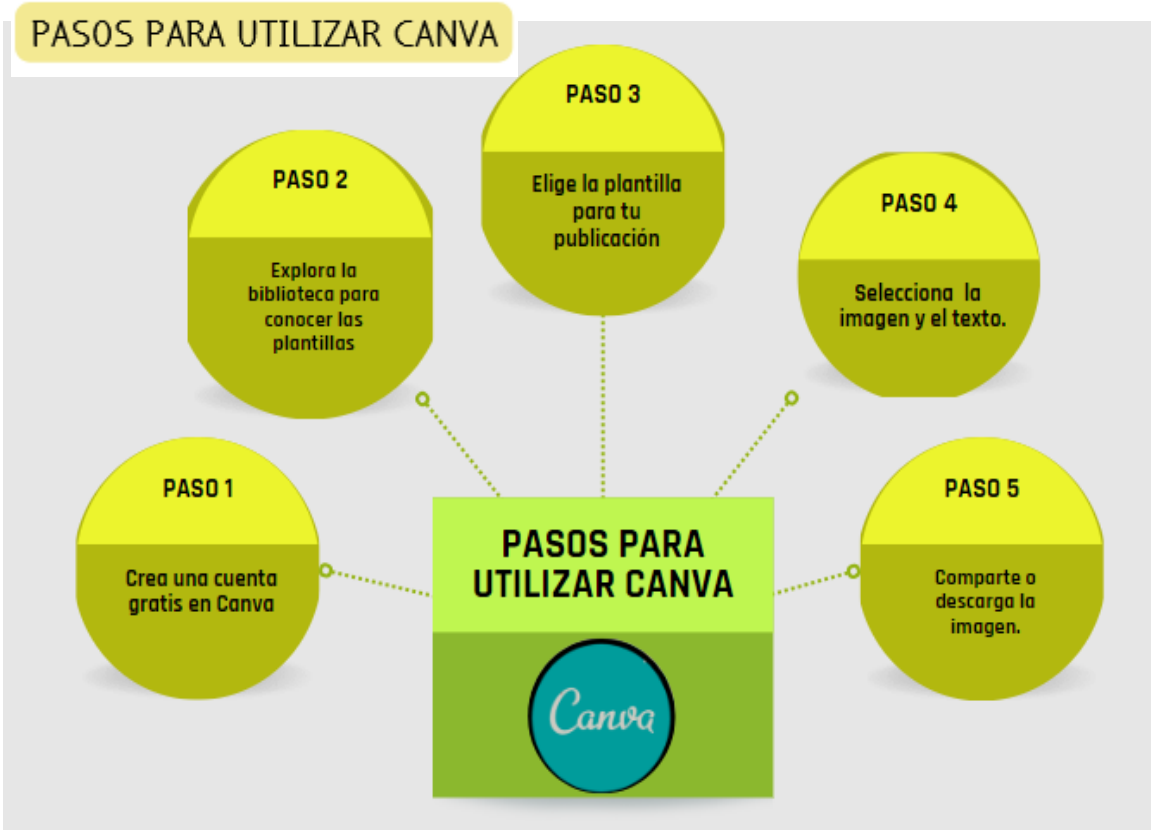 PASOS PARA UTILIZAR CANVA
PASO 1
Crea una cuenta
gratis en Canva
PASO 2
Explora la
biblioteca para
conocer las
plantillas
PASO 3
Elige la plantilla
para tu
publicación
PASO 4
Selecciona la
imagen y el texto.
PASO 5
Comparte o
descarga la
imagen.
PASOS PARA
UTILIZAR CANVA
Canva